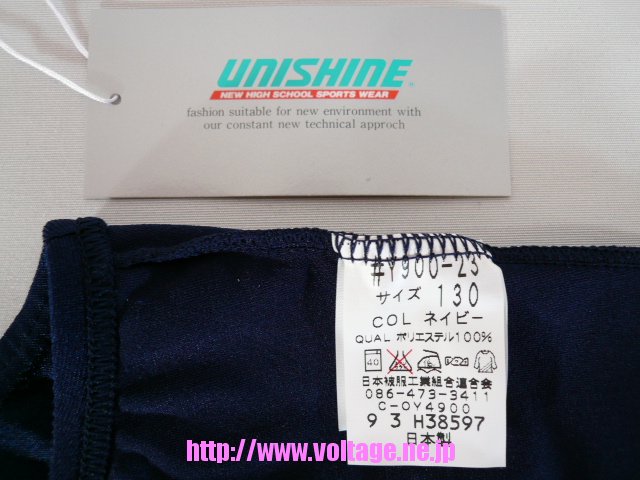 UNISHINE
NEW HIGH SCHOOL SPORTS WEAR
fashion suitable for new environment with
our constant new technical approch
#Y900-23
サイズ 130
COL ネイビー
QUAL ポリエステル100%
40
日本被服工業組合連合会
086-473-3411
C-OY4900
9 3 H38597
日本製
http://www.voltage.ne.jp